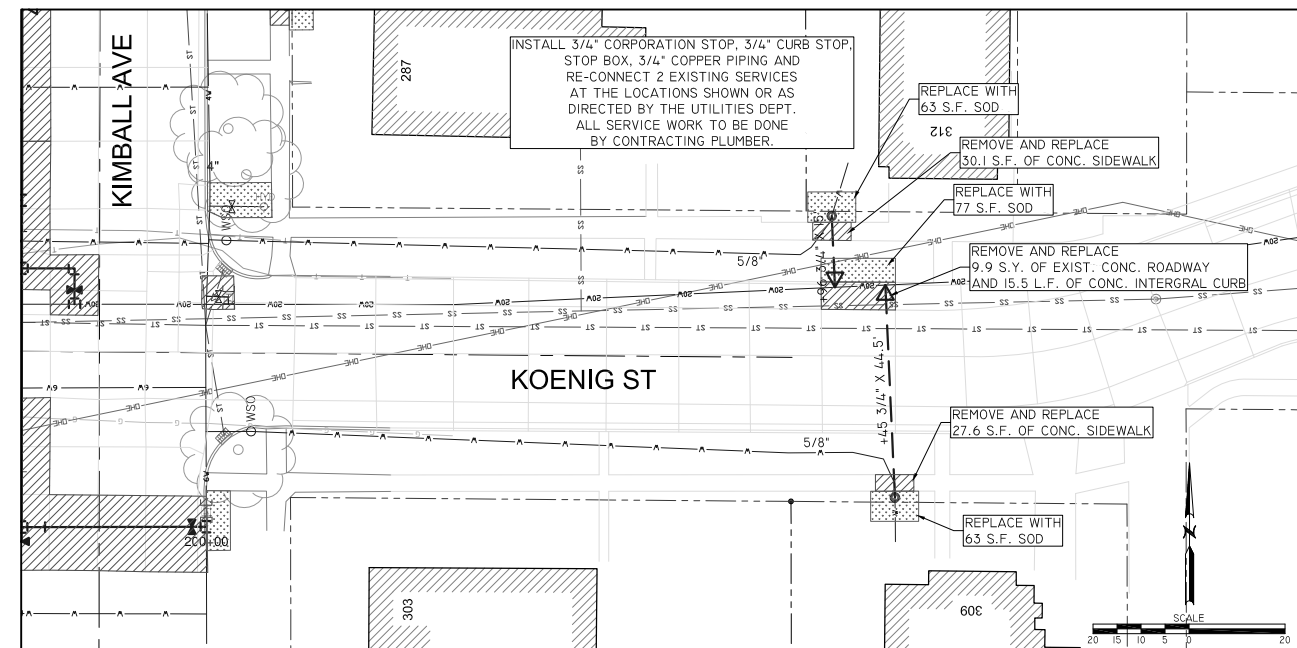 KIMBALL AVE
287
INSTALL 3/4" CORPORATION STOP, 3/4" CURB STOP,
STOP BOX, 3/4" COPPER PIPING AND
RE-CONNECT 2 EXISTING SERVICES
AT THE LOCATIONS SHOWN OR AS
DIRECTED BY THE UTILITIES DEPT.
ALL SERVICE WORK TO BE DONE
BY CONTRACTING PLUMBER.
REPLACE WITH
63 S.F. SOD
312
REMOVE AND REPLACE
30.1 S.F. OF CONC. SIDEWALK
REPLACE WITH
77 S.F. SOD
REMOVE AND REPLACE
9.9 S.Y. OF EXIST. CONC. ROADWAY
AND 15.5 L.F. OF CONC. INTERGRAL CURB
4"
WSO
5/8"
KOENIG ST
+45 3/4" X 44.5'
WSO
5/8"
REMOVE AND REPLACE
27.6 S.F. OF CONC. SIDEWALK
REPLACE WITH
63 S.F. SOD
200+00
303
309
N
SCALE
20 15 10 5 0 20